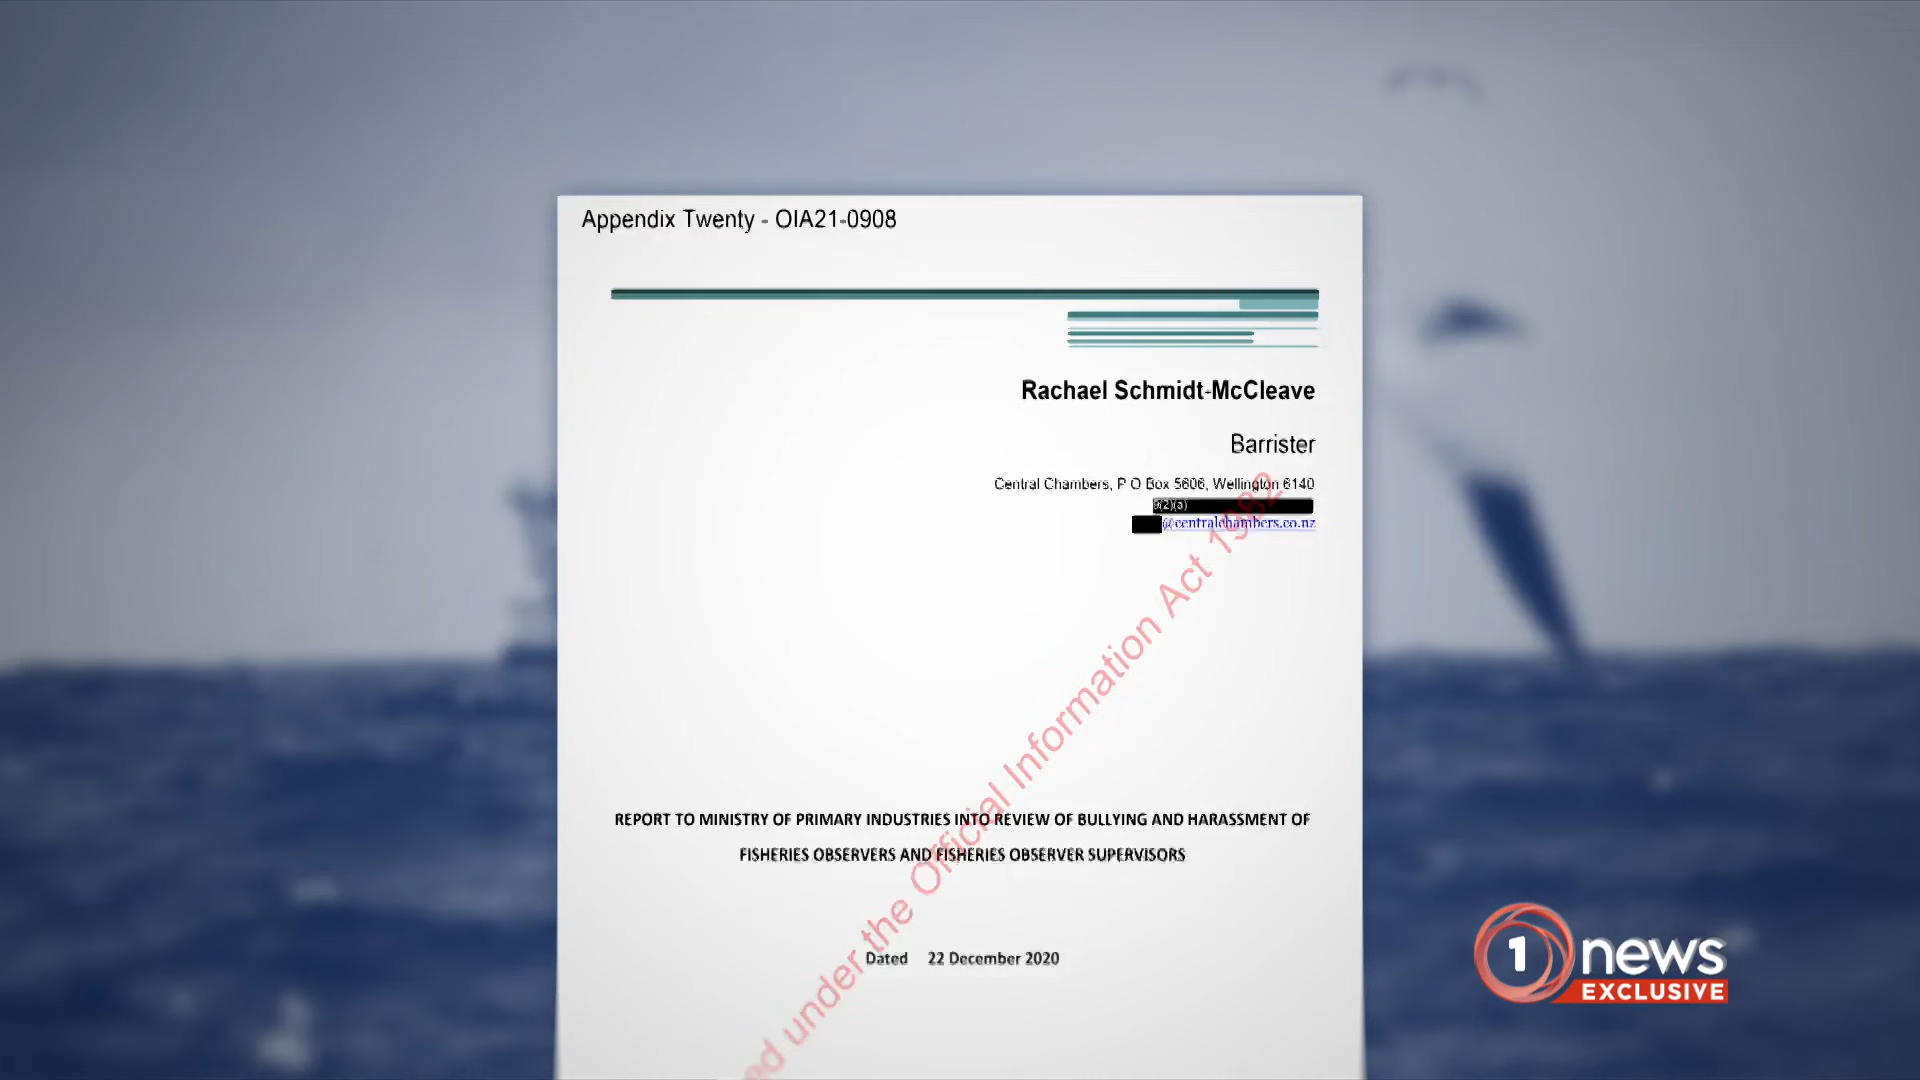 Appendix Twenty - OIA21-0908
Rachael Schmidt-McCleave
Barrister
Central Chambers, P O Box 5606, Wellington 6140
9(2)(a)
@centralchambers.co.nz
REPORT TO MINISTRY OF PRIMARY INDUSTRIES INTO REVIEW OF BULLYING AND HARASSMENT OF
FISHERIES OBSERVERS AND FISHERIES OBSERVER SUPERVISORS
Dated 22 December 2020
under the Official Information Act 1982
1 news
EXCLUSIVE